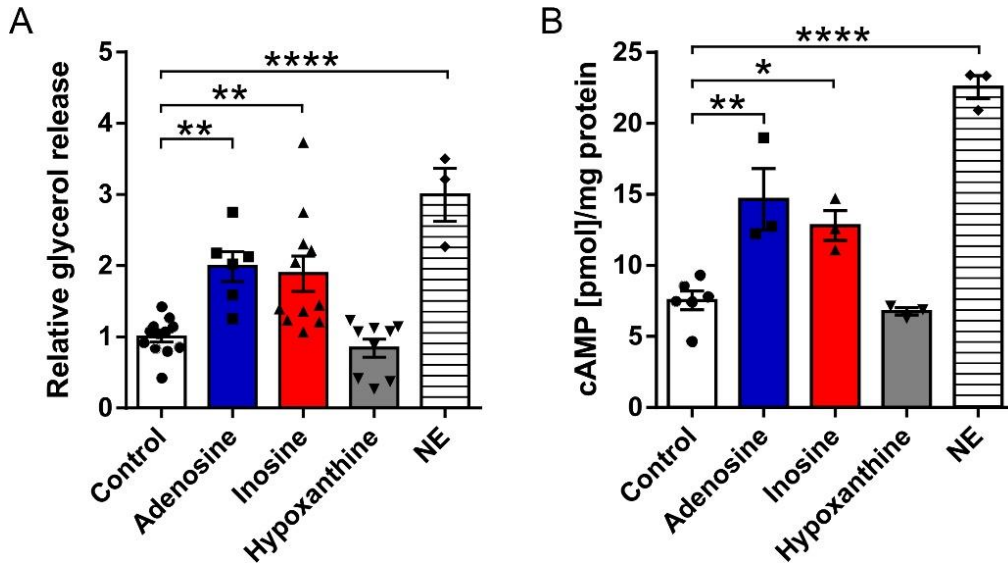 A
Relative glycerol release
5
4
3
2
1
0
****
**
**
Control
Adenosine
Inosine
Hypoxanthine
NE
B
cAMP [pmol]/mg protein
25
20
15
10
5
0
****
*
**
Control
Adenosine
Inosine
Hypoxanthine
NE